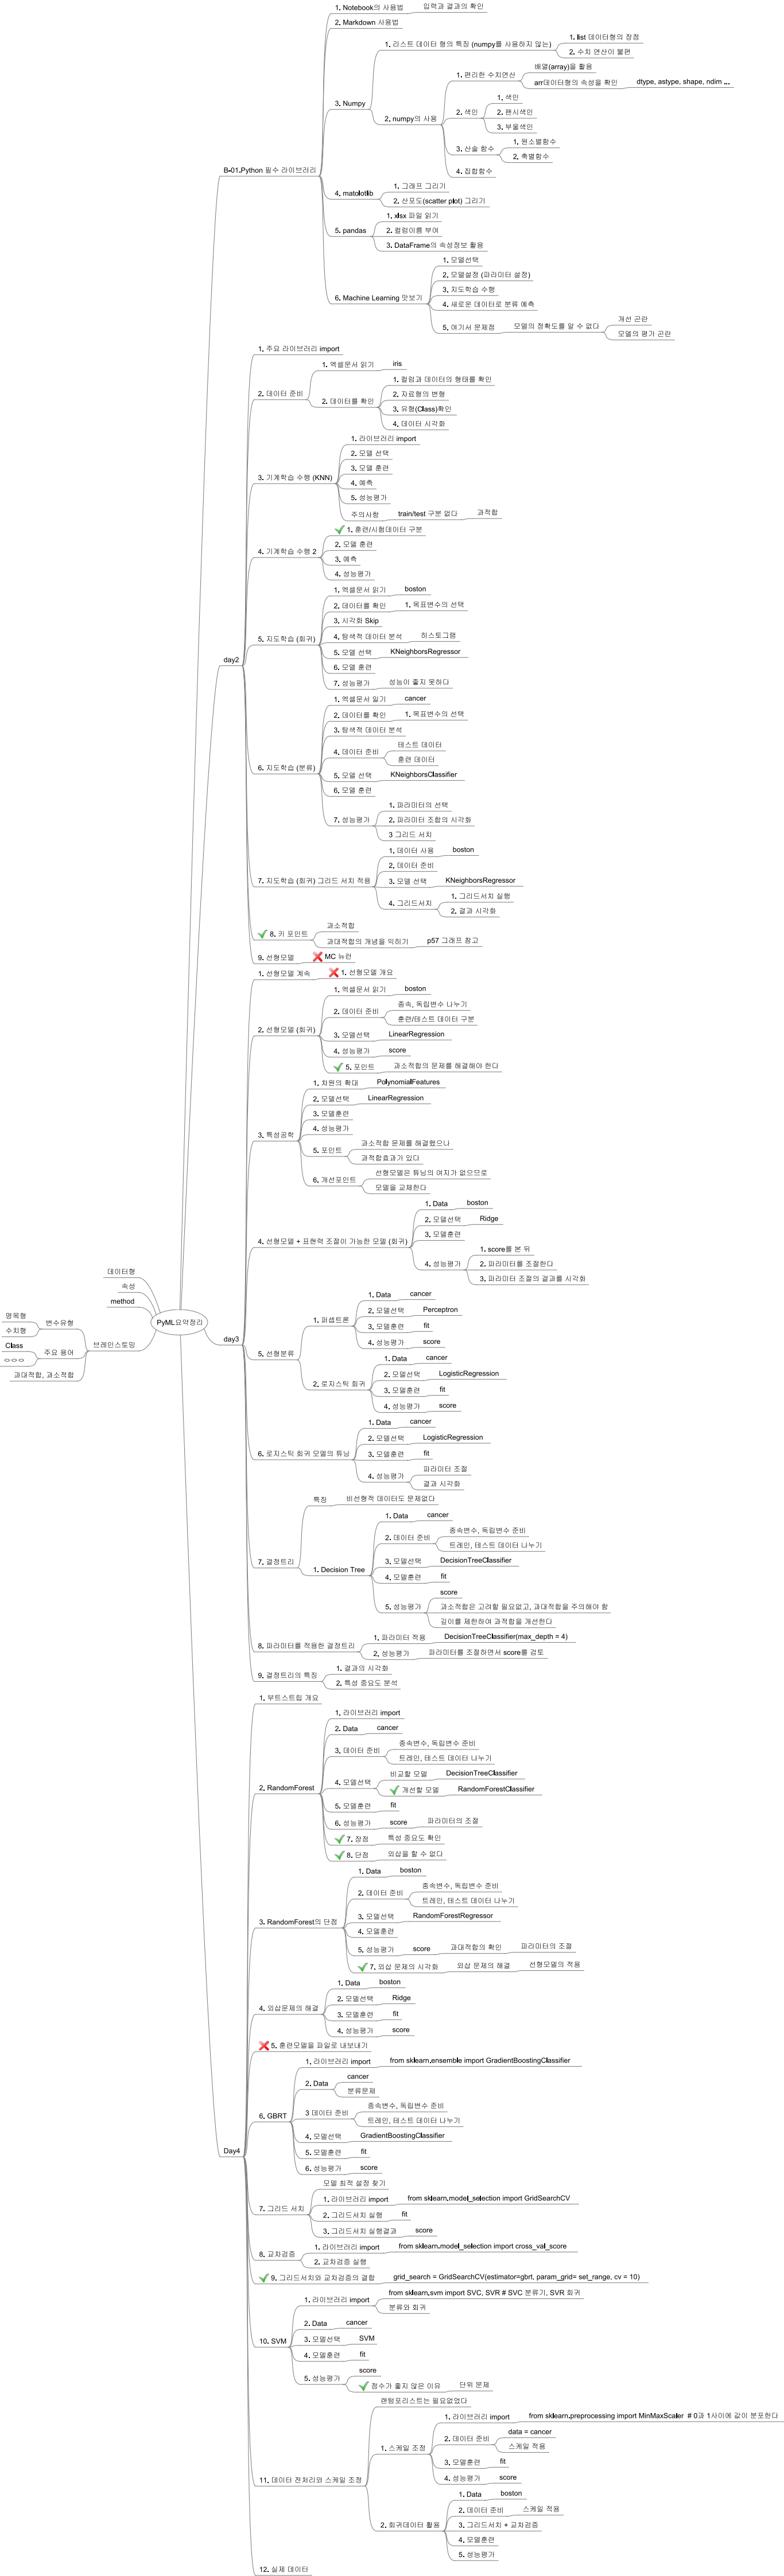 B-01.Python 필수 라이브러리
1. Notebook의 사용법
입력과 결과의 확인
2. Markdown 사용법
3. Numpy
1. 리스트 데이터 형의 특징 (numpy를 사용하지 않는)
1. list 데이터형의 장점
2. 수치 연산이 불편
2. numpy의 사용
1. 편리한 수치연산
배열(array)을 활용
arr데이터형의 속성을 확인
dtype, astype, shape, ndim ...
2. 색인
1. 색인
2. 팬시색인
3. 부울색인
3. 산술 함수
1. 원소별함수
2. 축별함수
4. 집합함수
4. matolotlib
1. 그래프 그리기
2. 산포도(scatter plot) 그리기
5. pandas
1. xlsx 파일 읽기
2. 컬럼이름 부여
3. DataFrame의 속성정보 활용
6. Machine Learning 맛보기
1. 모델선택
2. 모델설정 (파라미터 설정)
3. 지도학습 수행
4. 새로운 데이터로 분류 예측
5. 여기서 문제점
모델의 정확도를 알 수 없다
개선 곤란
모델의 평가 곤란
day2
1. 주요 라이브러리 import
2. 데이터 준비
1. 엑셀문서 읽기
iris
2. 데이터를 확인
1. 컬럼과 데이터의 형태를 확인
2. 자료형의 변형
3. 유형(Class)확인
4. 데이터 시각화
3. 기계학습 수행 (KNN)
1. 라이브러리 import
2. 모델 선택
3. 모델 훈련
4. 예측
5. 성능평가
주의사항
train/test 구분 없다
과적합
4. 기계학습 수행 2
1. 훈련/시험데이터 구분
2. 모델 훈련
3. 예측
4. 성능평가
5. 지도학습 (회귀)
1. 엑셀문서 읽기
boston
2. 데이터를 확인
1. 목표변수의 선택
3. 시각화 Skip
4. 탐색적 데이터 분석
히스토그램
5. 모델 선택
KNeighborsRegressor
6. 모델 훈련
7. 성능평가
성능이 좋지 못하다
6. 지도학습 (분류)
1. 엑셀문서 일기
cancer
2. 데이터를 확인
1. 목표변수의 선택
3. 탐색적 데이터 분석
4. 데이터 준비
테스트 데이터
훈련 데이터
5. 모델 선택
KNeighborsClassifier
6. 모델 훈련
7. 성능평가
1. 파라미터의 선택
2. 파라미터 조합의 시각화
3 그리드 서치
7. 지도학습 (회귀) 그리드 서치 적용
1. 데이터 사용
boston
2. 데이터 준비
3. 모델 선택
KNeighborsRegressor
4. 그리드서치
1. 그리드서치 실행
2. 결과 시각화
8. 키 포인트
과소적합
과대적합의 개념을 익히기
p57 그래프 참고
9. 선형모델
MC 뉴런
PyML요약정리
데이터형
속성
method
브레인스토밍
변수유형
명목형
수치형
주요 용어
Class
ㅇㅇㅇ
과대적합, 과소적합
day3
1. 선형모델 계속
1. 선형모델 개요
2. 선형모델 (회귀)
1. 엑셀문서 읽기
boston
2. 데이터 준비
종속, 독립변수 나누기
훈련/테스트 데이터 구분
3. 모델선택
LinearRegression
4. 성능평가
score
5. 포인트
과소적합의 문제를 해결해야 한다
3. 특성공학
1. 차원의 확대
PolynomialFeatures
2. 모델선택
LinearRegression
3. 모델훈련
4. 성능평가
5. 포인트
과소적합 문제를 해결했으나
과적합효과가 있다
6. 개선포인트
선형모델은 튜닝의 여지가 없으므로
모델을 교체한다
4. 선형모델 + 표현력 조절이 가능한 모델 (회귀)
1. Data
boston
2. 모델선택
Ridge
3. 모델훈련
4. 성능평가
1. score를 본 뒤
2. 파라미터를 조절한다
3. 파라미터 조절의 결과를 시각화
5. 선형분류
1. 퍼셉트론
1. Data
cancer
2. 모델선택
Perceptron
3. 모델훈련
fit
4. 성능평가
score
2. 로지스틱 회귀
1. Data
cancer
2. 모델선택
LogisticRegression
3. 모델훈련
fit
4. 성능평가
score
6. 로지스틱 회귀 모델의 튜닝
1. Data
cancer
2. 모델선택
LogisticRegression
3. 모델훈련
fit
4. 성능평가
파라미터 조절
결과 시각화
7. 결정트리
특징
비선형적 데이터도 문제없다
1. Decision Tree
1. Data
cancer
2. 데이터 준비
종속변수, 독립변수 준비
트레인, 테스트 데이터 나누기
3. 모델선택
DecisionTreeClassifier
4. 모델훈련
fit
5. 성능평가
score
과소적합은 고려할 필요없고, 과대적합을 주의해야 함
깊이를 제한하여 과적합을 개선한다
8. 파라미터를 적용한 결정트리
1. 파라미터 적용
DecisionTreeClassifier(max_depth = 4)
2. 성능평가
파라미터를 조절하면서 score를 검토
9. 결정트리의 특징
1. 결과의 시각화
2. 특성 중요도 분석
Day4
1. 부트스트립 개요
2. RandomForest
1. 라이브러리 import
2. Data
cancer
3. 데이터 준비
종속변수, 독립변수 준비
트레인, 테스트 데이터 나누기
4. 모델선택
비교할 모델
DecisionTreeClassifier
개선할 모델
RandomForestClassifier
5. 모델훈련
fit
6. 성능평가
score
파라미터의 조절
7. 장점
특성 중요도 확인
8. 단점
외삽을 할 수 없다
3. RandomForest의 단점
1. Data
boston
2. 데이터 준비
종속변수, 독립변수 준비
트레인, 테스트 데이터 나누기
3. 모델선택
RandomForestRegressor
4. 모델훈련
5. 성능평가
score
과대적합의 확인
파리미터의 조절
7. 외삽 문제의 시각화
외삽 문제의 해결
선형모델의 적용
4. 외삽문제의 해결
1. Data
boston
2. 모델선택
Ridge
3. 모델훈련
fit
4. 성능평가
score
5. 훈련모델을 파일로 내보내기
6. GBRT
1. 라이브러리 import
from sklearn.ensemble import GradientBoostingClassifier
2. Data
cancer
분류문제
3 데이터 준비
종속변수, 독립변수 준비
트레인, 테스트 데이터 나누기
4. 모델선택
GradientBoostingClassifier
5. 모델훈련
fit
6. 성능평가
score
7. 그리드 서치
모델 최적 설정 찾기
1. 라이브러리 import
from sklearn.model_selection import GridSearchCV
2. 그리드서치 실행
fit
3. 그리드서치 실행결과
score
8. 교차검증
1. 라이브러리 import
from sklearn.model_selection import cross_val_score
2. 교차검증 실행
9. 그리드서치와 교차검증의 결합
grid_search = GridSearchCV(estimator=gbrt, param_grid= set_range, cv = 10)
10. SVM
1. 라이브러리 import
from sklearn.svm import SVC, SVR # SVC 분류기, SVR 회귀
분류와 회귀
2. Data
cancer
3. 모델선택
SVM
4. 모델훈련
fit
5. 성능평가
score
점수가 좋지 않은 이유
단위 문제
11. 데이터 전처리와 스케일 조정
랜텀포리스트는 필요없었다
1. 스케일 조정
1. 라이브러리 import
from sklearn.preprocessing import MinMaxScaler # 0과 1사이에 값이 분포한다
2. 데이터 준비
data = cancer
스케일 적용
3. 모델훈련
fit
4. 성능평가
score
2. 회귀데이터 활용
1. Data
boston
2. 데이터 준비
스케일 적용
3. 그리드서치 + 교차검증
4. 모델훈련
5. 성능평가
12. 실제 데이터